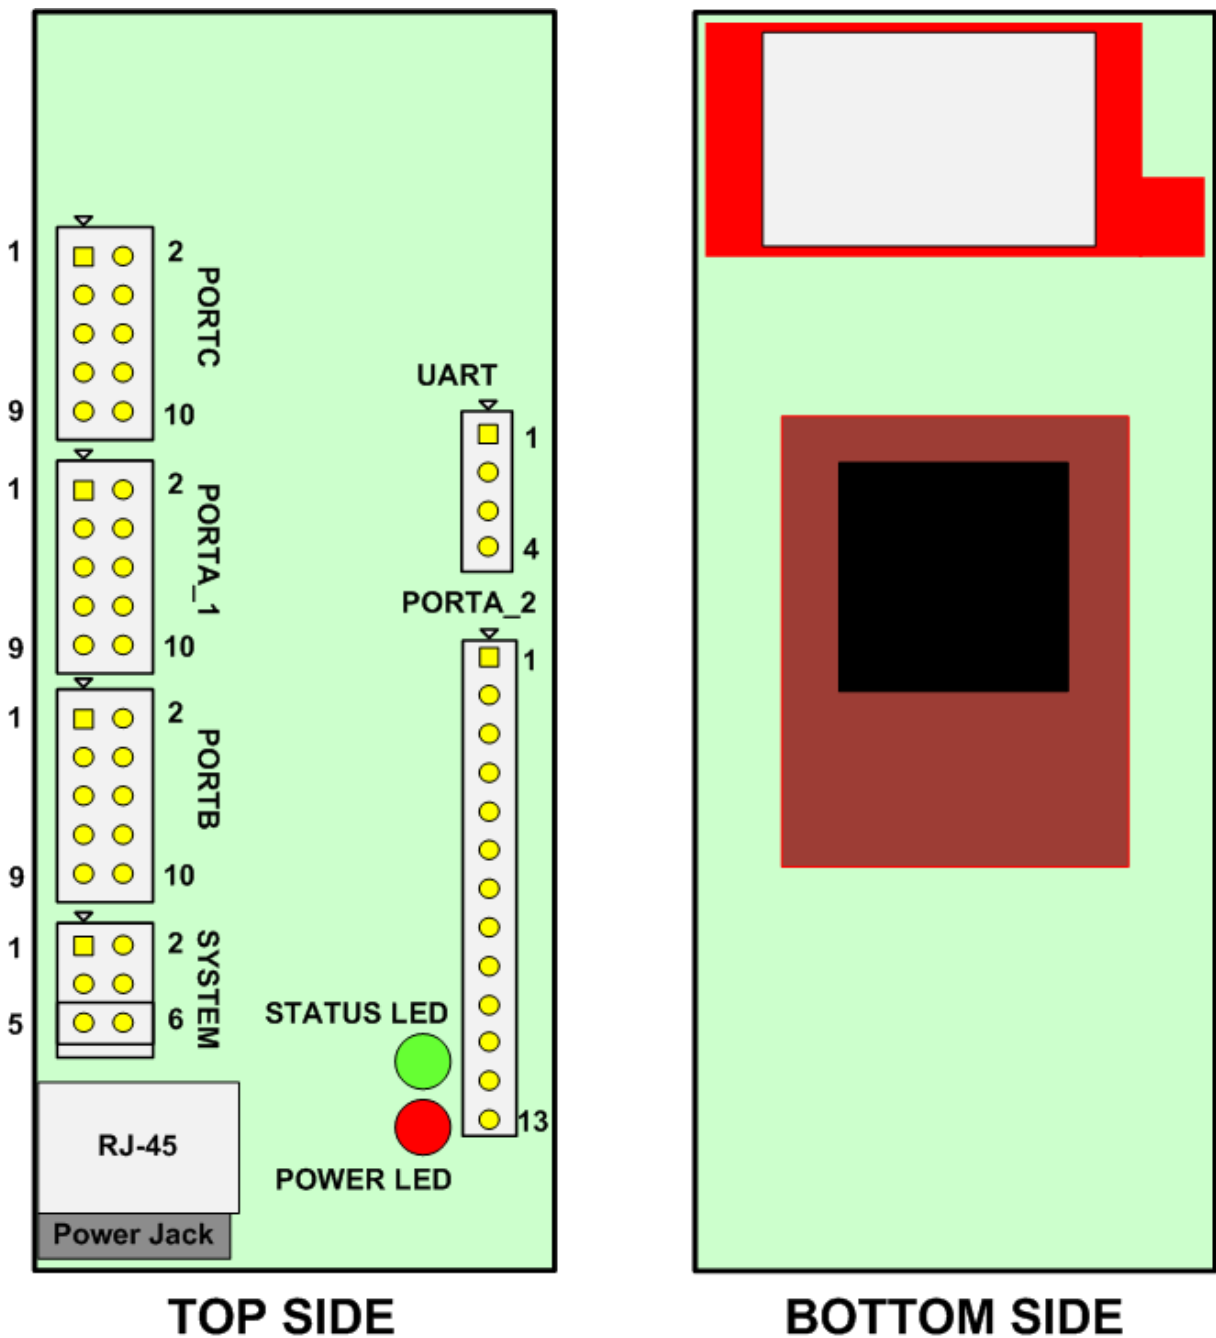 1 2
PORTC
9 10
1 2
PORTA_1
9 10
1 2
PORTB
9 10
1 2
SYSTEM
5 6
UART
1
4
PORTA_2
1
13
STATUS LED
POWER LED
RJ-45
Power Jack
TOP SIDE
BOTTOM SIDE